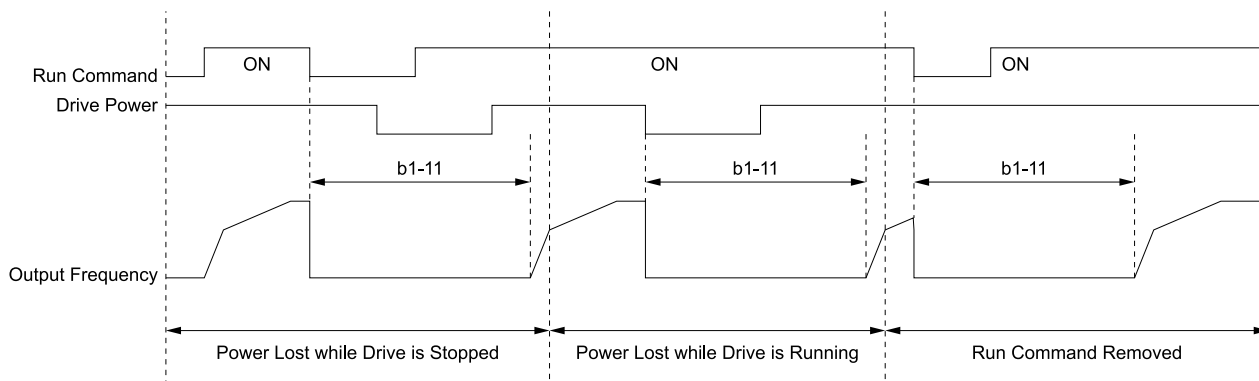 Run Command
ON
ON
ON
Drive Power
b1-11
b1-11
b1-11
Output Frequency
Power Lost while Drive is Stopped
Power Lost while Drive is Running
Run Command Removed